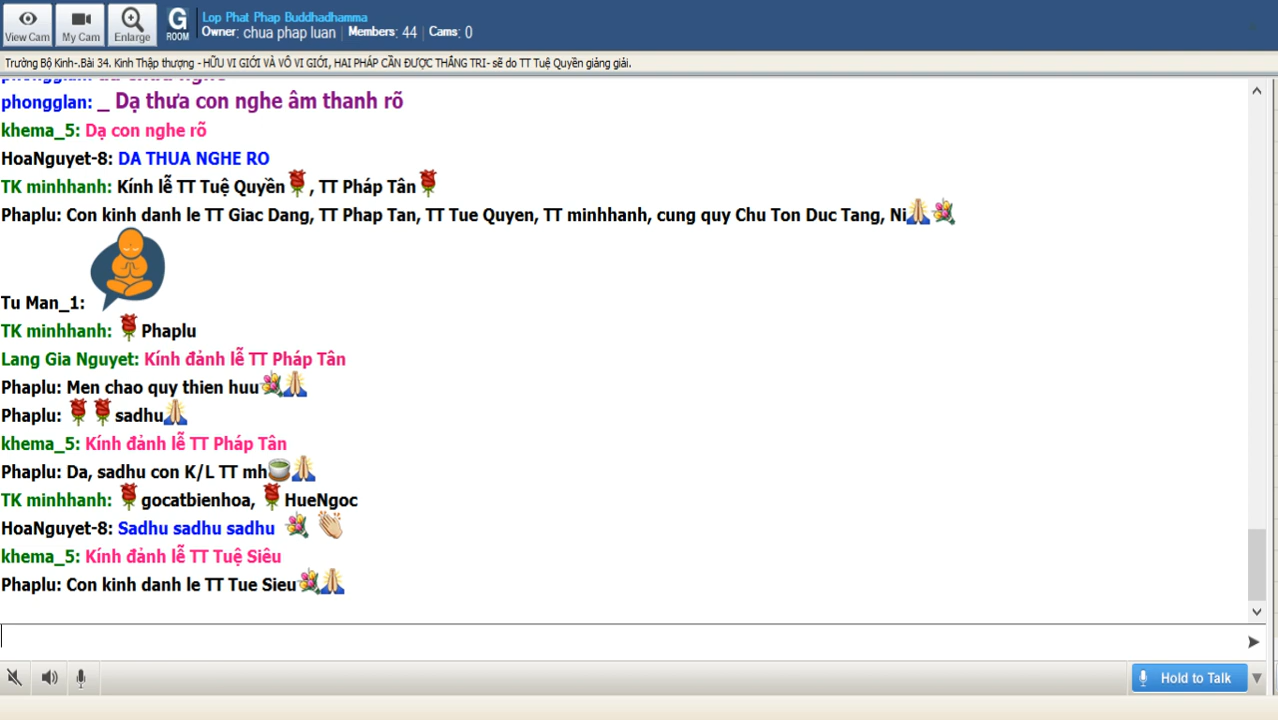 Lop Phat Phap Buddhadhamma
View Cam My Cam Enlarge G ROOM Owner: chua phap luan | Members: 44 | Cams: 0
Trường Bộ Kinh-.Bài 34. Kinh Thập thượng - HỮU VI GIỚI VÀ VÔ VI GIỚI, HAI PHÁP CẦN ĐƯỢC THẮNG TRI- sẽ do TT Tuệ Quyền giảng giải.
phongglan: _ Dạ thưa con nghe âm thanh rõ
khema_5: Dạ con nghe rõ
HoaNguyet-8: DA THUA NGHE RO
TK minhhanh: Kính lễ TT Tuệ Quyền🌹, TT Pháp Tân🌹
Phaplu: Con kinh danh le TT Giac Dang, TT Phap Tan, TT Tue Quyen, TT minhhanh, cung quy Chu Ton Duc Tang, Ni🙏💐
Tu Man_1:
TK minhhanh: 🌹Phaplu
Lang Gia Nguyet: Kính đảnh lễ TT Pháp Tân
Phaplu: Men chao quy thien huu💐🙏
Phaplu: 🌹🌹sadhu🙏
khema_5: Kính đảnh lễ TT Pháp Tân
Phaplu: Da, sadhu con K/L TT mh🍵🙏
TK minhhanh: 🌹gocatbienhoa, 🌹HueNgoc
HoaNguyet-8: Sadhu sadhu sadhu 💐 👏
khema_5: Kính đảnh lễ TT Tuệ Siêu
Phaplu: Con kinh danh le TT Tue Sieu💐🙏
Hold to Talk